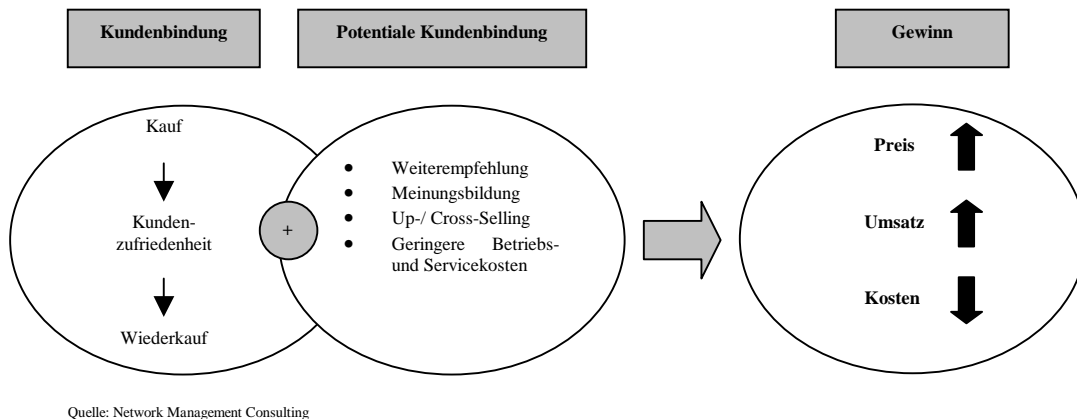 Kundenbindung
Potentiale Kundenbindung
Gewinn
Kauf
Kunden-
zufriedenheit
Wiederkauf
+
• Weiterempfehlung
• Meinungsbildung
• Up-/ Cross-Selling
• Geringere Betriebs-
und Servicekosten
Preis
Umsatz
Kosten
Quelle: Network Management Consulting